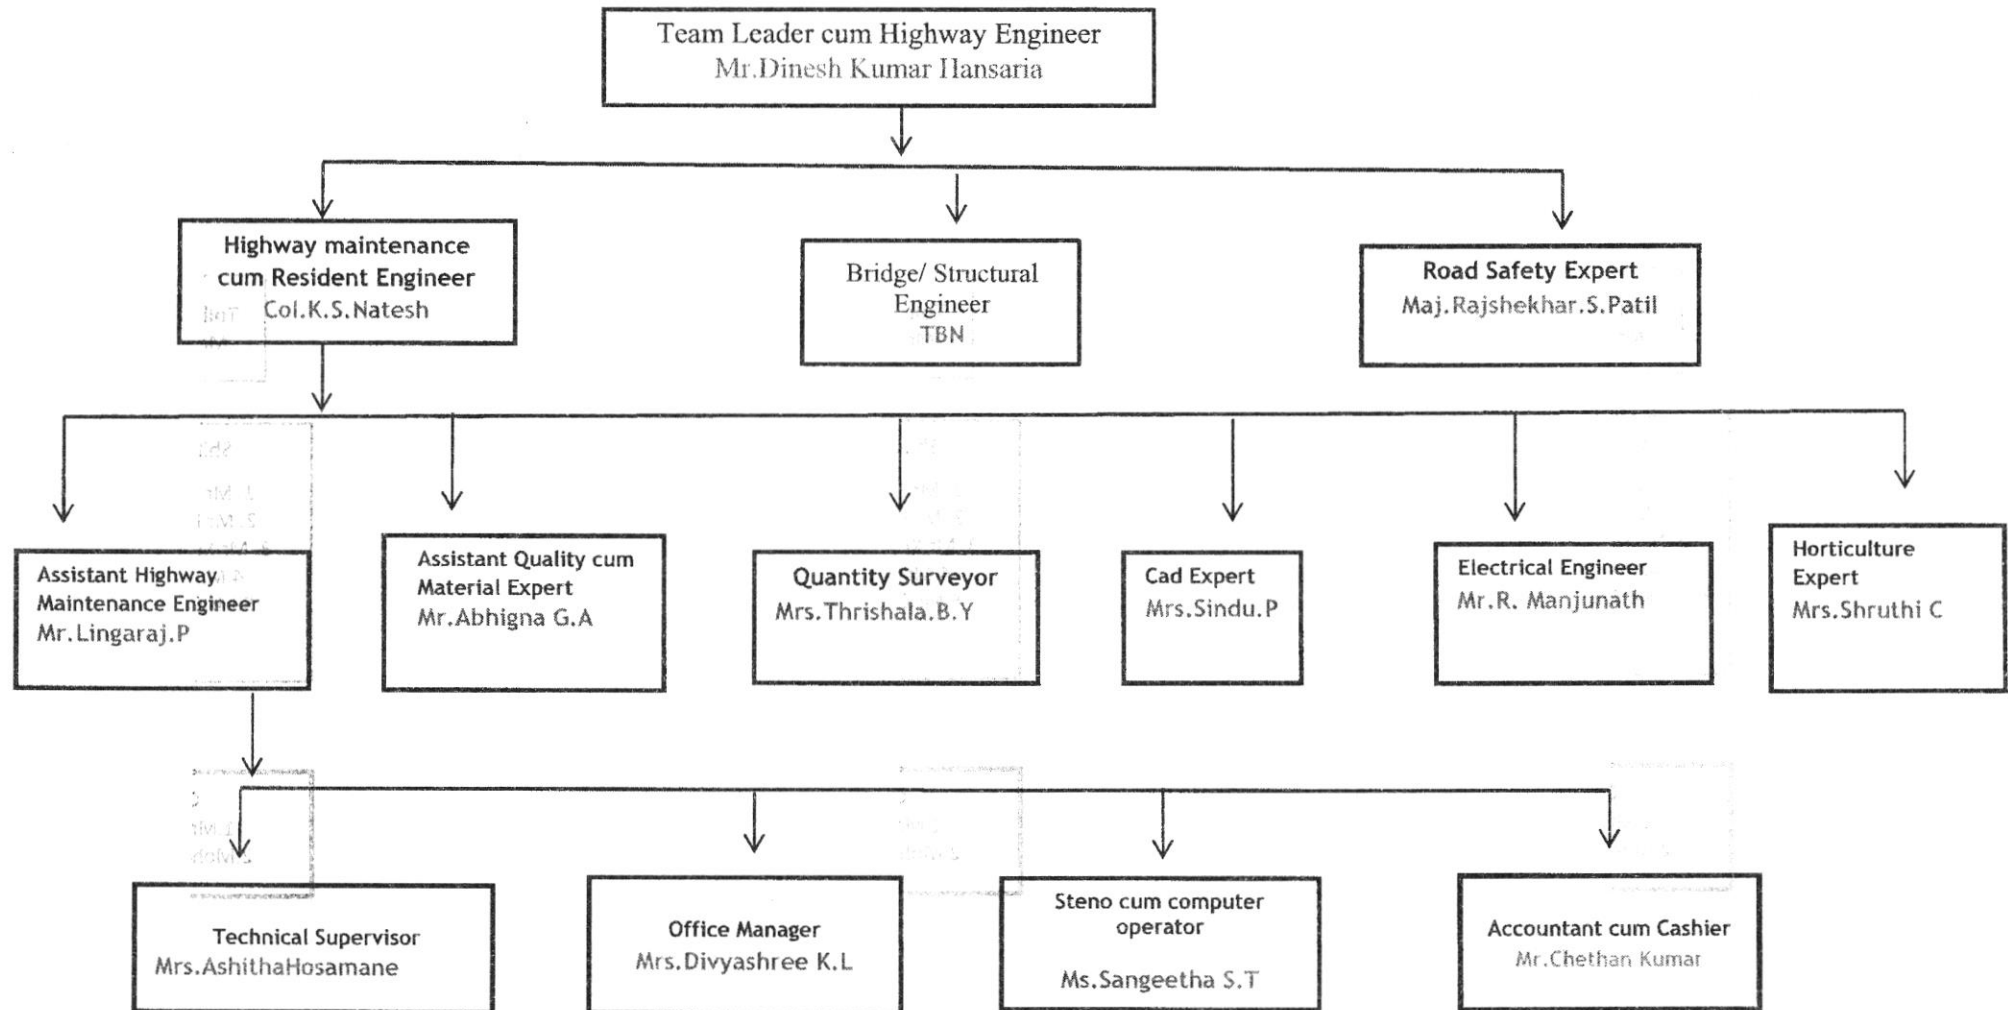 Team Leader cum Highway Engineer
Mr.Dinesh Kumar Hansaria
Highway maintenance
cum Resident Engineer
Col.K.S.Natesh
Bridge/ Structural
Engineer
TBN
Road Safety Expert
Maj.Rajshekhar.S.Patil
Assistant Highway
Maintenance Engineer
Mr.Lingaraj.P
Assistant Quality cum
Material Expert
Mr.Abhigna G.A
Quantity Surveyor
Mrs.Thrishala.B.Y
Cad Expert
Mrs.Sindu.P
Electrical Engineer
Mr.R. Manjunath
Horticulture
Expert
Mrs.Shruthi C
Technical Supervisor
Mrs.AshithaHosamane
Office Manager
Mrs.Divyashree K.L
Steno cum computer
operator
Ms.Sangeetha S.T
Accountant cum Cashier
Mr.Chethan Kumar